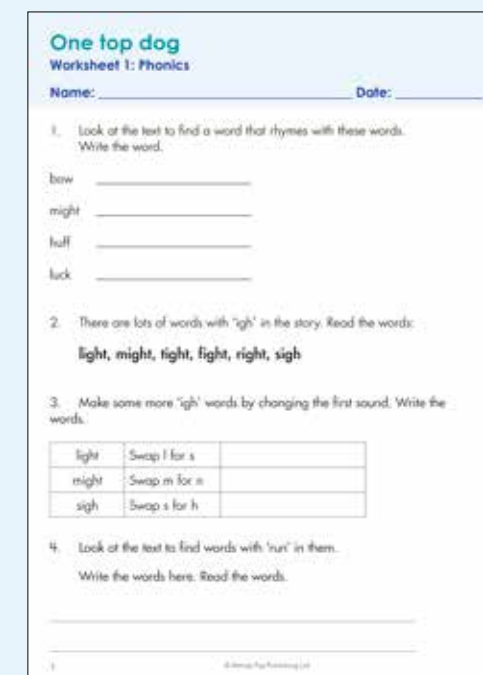 One top dog
Worksheet 1: Phonics
Name: Date:
1. Look at the text to find a word that rhymes with these words.
Write the word.
bow
might
huff
luck
2. There are lots of words with 'igh' in the story. Read the words:
light, might, tight, fight, right, sigh
3. Make some more 'igh' words by changing the first sound. Write the
words.
light Swap l for s
might Swap m for n
sigh Swap s for h
4. Look at the text to find words with 'run' in them.
Write the words here. Read the words.